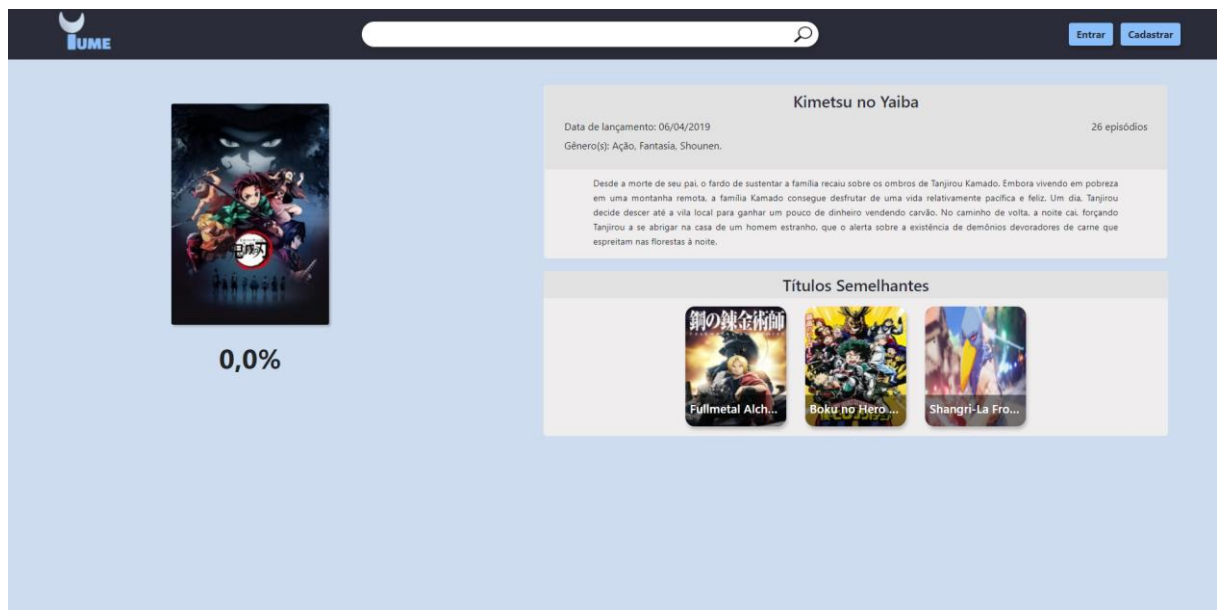 YUME
Entrar
Cadastrar
Kimetsu no Yaiba
Data de lançamento: 06/04/2019
26 episódios
Gênero(s): Ação, Fantasia, Shounen.
Desde a morte de seu pai, o fardo de sustentar a família recaiu sobre os ombros de Tanjirou Kamado. Embora vivendo em pobreza
em uma montanha remota, a família Kamado consegue desfrutar de uma vida relativamente pacífica e feliz. Um dia, Tanjirou
decide descer até a vila local para ganhar um pouco de dinheiro vendendo carvão. No caminho de volta, a noite cai, forçando
Tanjirou a se abrigar na casa de um homem estranho, que o alerta sobre a existência de demônios devoradores de carne que
espreitam nas florestas à noite.
鬼滅の刃
0,0%
Títulos Semelhantes
鋼の錬金術師
Fullmetal Alch...
Boku no Hero ...
Shangri-La Fro...